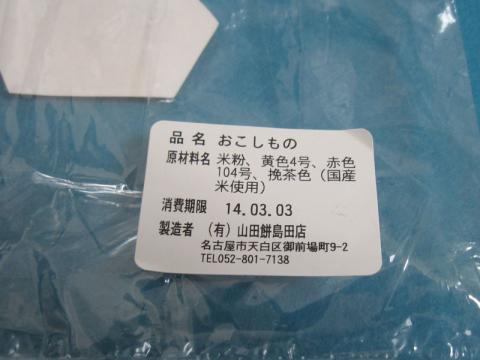 品 名 おこしもの
原材料名 米粉、黄色4号、赤色
104号、挽茶色（国産
米使用）
消費期限 14.03.03
製造者 （有）山田餅島田店
名古屋市天白区御前場町9-2
TEL052-801-7138